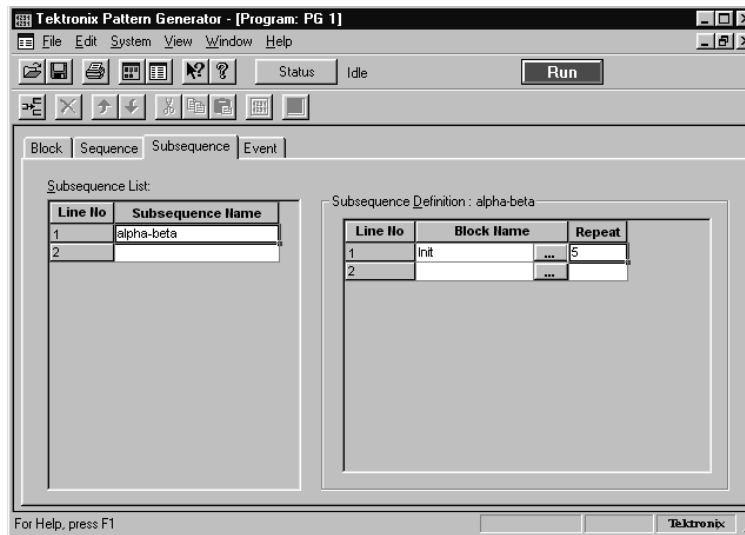 Tektronix Pattern Generator - [Program: PG 1]
File Edit System View Window Help
Status Idle Run
Block Sequence Subsequence Event
Subsequence List:
Line No Subsequence Name
1 alpha-beta
2
Subsequence Definition : alpha-beta
Line No Block Name Repeat
1 Init ... 5
2 ...
For Help, press F1
Tektronix